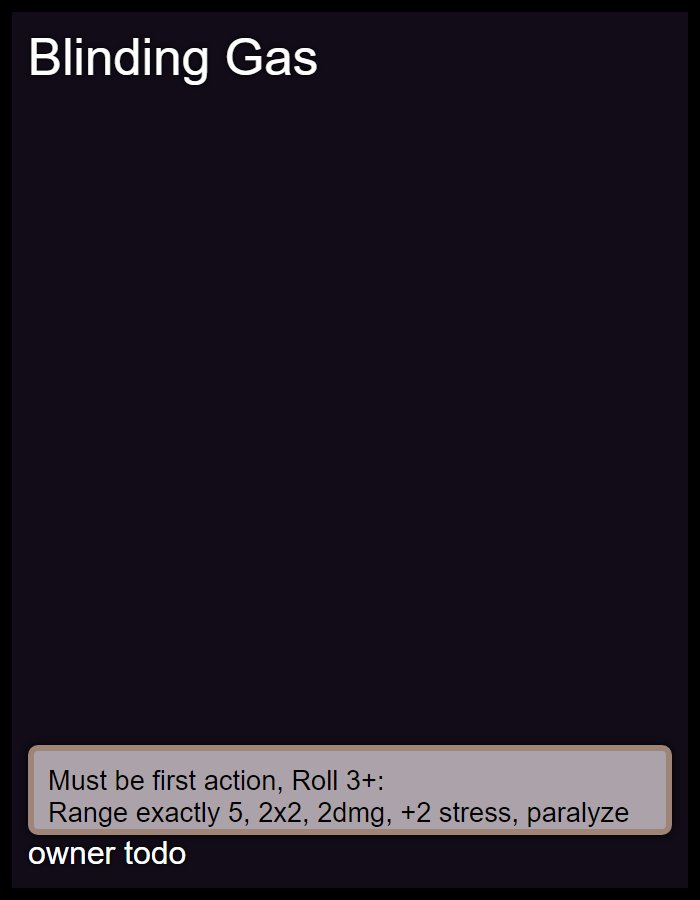 Blinding Gas
Must be first action, Roll 3+:
Range exactly 5, 2x2, 2dmg, +2 stress, paralyze
owner todo